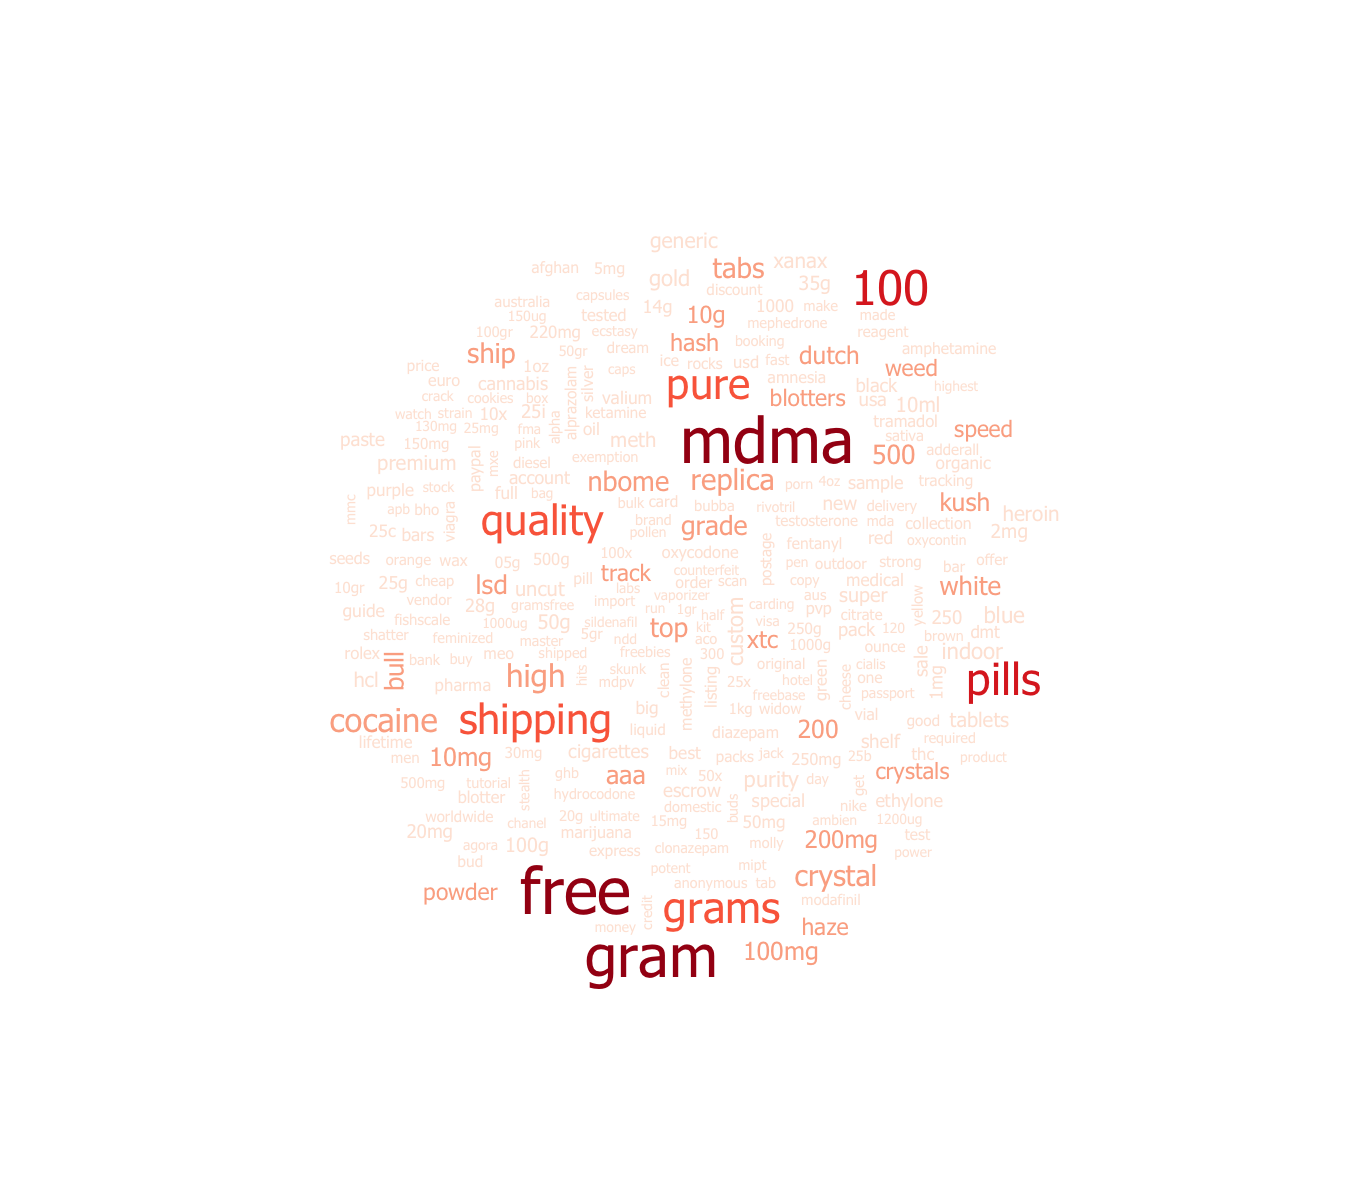 generic
afghan
5mg
gold
tabs
xanax
100
35g
discount
australia
capsules
14g
1000
make
150ug
tested
10g
mephedrone
made
100gr
220mg
ecstasy
hash
booking
reagent
ship
50gr
dream
dutch
amphetamine
price
1oz
ice
rocks
usd
fast
weed
euro
cannabis
caps
pure
amnesia
black
highest
crack
cookies
box
alprazolam
silver
valium
blotters
usa
10ml
watch
strain
10x
25i
ketamine
130mg
25mg
fma
alpha
oil
mdma
tramadol
speed
paste
150mg
pink
meth
sativa
500
adderall
premium
paypal
mxe
diesel
exemption
organic
account
nbome
replica
porn
4oz
sample
tracking
purple
stock
full
bag
bulk
card
bubba
rivotril
new
delivery
kush
heroin
mmc
apb
bho
viagra
quality
brand
grade
testosterone
mda
collection
25c
bars
pollen
2mg
fentanyl
red
oxycontin
seeds
orange
wax
05g
500g
100x
oxycodone
postage
pen
outdoor
strong
bar
offer
10gr
25g
cheap
lsd
uncut
pill
track
counterfeit
order
scan
copy
medical
white
labs
vaporizer
vendor
28g
gramsfree
import
run
1gr
half
custom
carding
aus
pvp
super
yellow
guide
fishscale
1000ug
50g
sildenafil
kit
visa
citrate
250
blue
shatter
feminized
master
5gr
ndd
top
aco
xtc
250g
pack
120
brown
dmt
rolex
bank
buy
meo
shipped
freebies
300
1000g
ounce
sale
indoor
bull
hcl
pharma
high
hits
skunk
mdpv
clean
methylone
listing
25x
original
hotel
green
cheese
cialis
one
1mg
pills
freebase
passport
cocaine
shipping
big
liquid
1kg
widow
vial
good
tablets
lifetime
diazepam
200
shelf
required
men
10mg
30mg
cigarettes
best
packs
jack
250mg
25b
thc
product
500mg
tutorial
stealth
ghb
aaa
mix
50x
purity
day
get
crystals
blotter
hydrocodone
escrow
buds
special
nike
ethylone
domestic
worldwide
chanel
20g
ultimate
15mg
50mg
ambien
1200ug
20mg
marijuana
150
200mg
test
agora
100g
express
clonazepam
molly
power
bud
potent
mipt
powder
free
anonymous
tab
crystal
modafinil
grams
credit
money
haze
gram
100mg